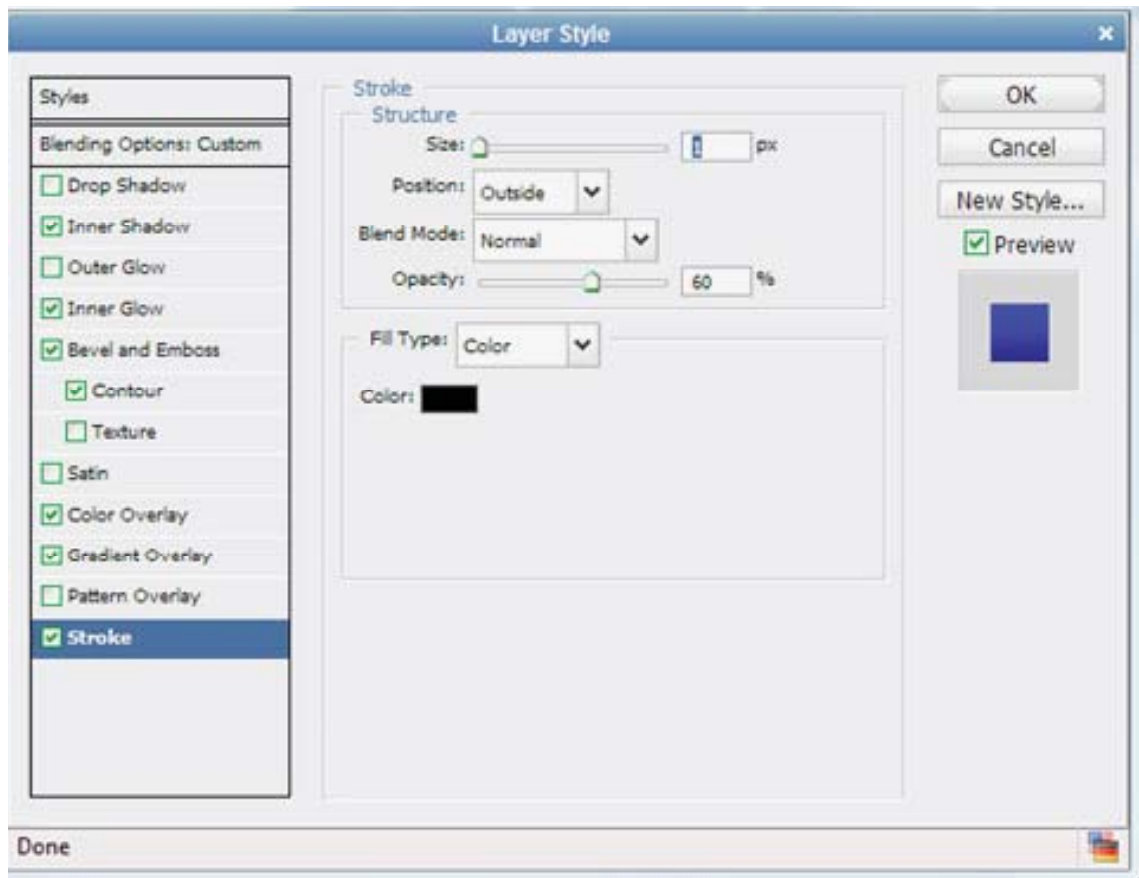 Layer Style
Styles
Blending Options: Custom
Drop Shadow
Inner Shadow
Outer Glow
Inner Glow
Bevel and Emboss
Contour
Texture
Satin
Color Overlay
Gradient Overlay
Pattern Overlay
Stroke
Stroke
Structure
Size: 1 px
Position: Outside
Blend Mode: Normal
Opacity: 60 %
Fill Type: Color
Color:
OK
Cancel
New Style...
Preview
Done